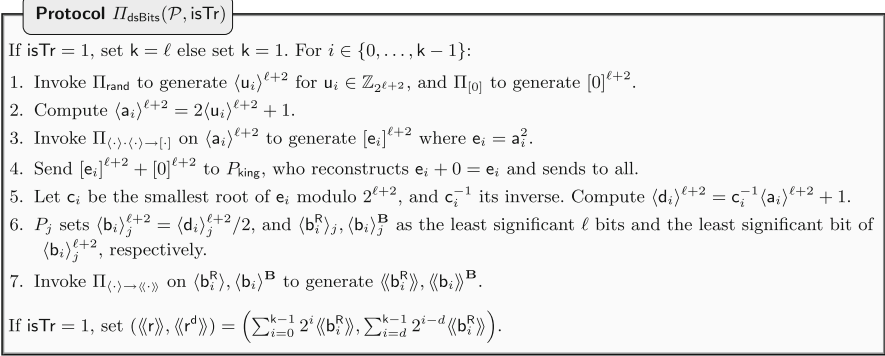 Protocol Π_dsBits(𝒫, isTr)
If isTr = 1, set k = ℓ else set k = 1. For i ∈ {0, . . . , k − 1}:
1. Invoke Π_rand to generate ⟨u_i⟩^{ℓ+2} for u_i ∈ ℤ_{2^{ℓ+2}}, and Π_{[0]} to generate [0]^{ℓ+2}.
2. Compute ⟨a_i⟩^{ℓ+2} = 2⟨u_i⟩^{ℓ+2} + 1.
3. Invoke Π_{⟨·⟩·⟨·⟩→[·]} on ⟨a_i⟩^{ℓ+2} to generate [e_i]^{ℓ+2} where e_i = a_i^2.
4. Send [e_i]^{ℓ+2} + [0]^{ℓ+2} to P_king, who reconstructs e_i + 0 = e_i and sends to all.
5. Let c_i be the smallest root of e_i modulo 2^{ℓ+2}, and c_i^{−1} its inverse. Compute ⟨d_i⟩^{ℓ+2} = c_i^{−1}⟨a_i⟩^{ℓ+2} + 1.
6. P_j sets ⟨b_i⟩_j^{ℓ+2} = ⟨d_i⟩_j^{ℓ+2}/2, and ⟨b_i^R⟩_j, ⟨b_i⟩_j^𝐁 as the least significant ℓ bits and the least significant bit of
⟨b_i⟩_j^{ℓ+2}, respectively.
7. Invoke Π_{⟨·⟩→⟪·⟫} on ⟨b_i^R⟩, ⟨b_i⟩^𝐁 to generate ⟪b_i^R⟫, ⟪b_i⟫^𝐁.
If isTr = 1, set (⟪r⟫, ⟪r^d⟫) = (∑_{i=0}^{k−1} 2^i⟪b_i^R⟫, ∑_{i=d}^{k−1} 2^{i−d}⟪b_i^R⟫).